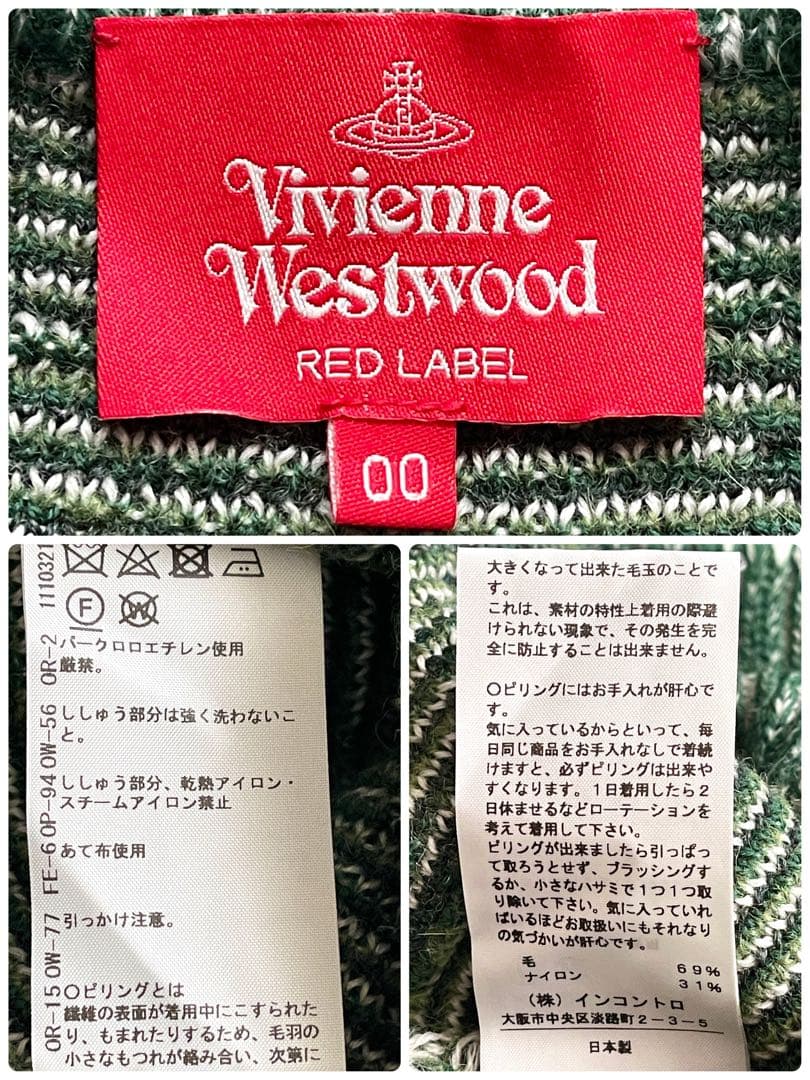 Vivienne
Westwood
RED LABEL
00
F
W
パークロロエチレン使用
厳禁。
ししゅう部分は強く洗わないこ
と。
ししゅう部分、乾熱アイロン・
スチームアイロン禁止
あて布使用
引っかけ注意。
〇ピリングとは
繊維の表面が着用中にこすられた
り、もまれたりするため、毛羽の
小さなもつれが絡み合い、次第に
OR-15OW-77 FE-6OP-94OW-56 OR-2 1110321
大きくなって出来た毛玉のことで
す。
これは、素材の特性上着用の際避
けられない現象で、その発生を完
全に防止することは出来ません。
〇ピリングにはお手入れが肝心で
す。
気に入っているからといって、毎
日同じ商品をお手入れなしで着続
けますと、必ずピリングは出来や
すくなります。1日着用したら2
日休ませるなどローテーションを
考えて着用して下さい。
ピリングが出来ましたら引っぱっ
て取ろうとせず、ブラッシングす
るか、小さなハサミで1つ1つ取
り除いて下さい。気に入っていれ
ばいるほどお取扱いにもそれなり
の気づかいが肝心です。
毛 69%
ナイロン 31%
(株)インコントロ
大阪市中央区淡路町2-3-5
日本製